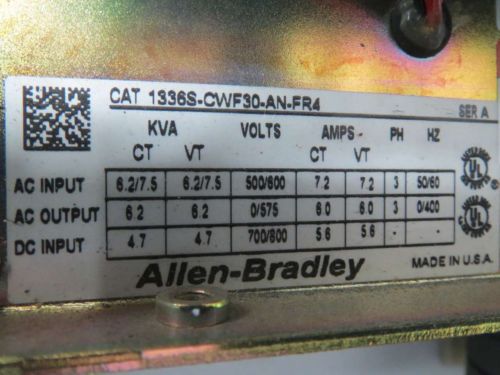 CAT 1336S-CWF30-AN-FR4 SER A
KVA VOLTS AMPS PH HZ
CT VT CT VT
AC INPUT 6.2/7.5 6.2/7.5 500/600 7.2 7.2 3 50/60
AC OUTPUT 6.2 6.2 0/575 6.0 6.0 3 0/400
DC INPUT 4.7 4.7 700/800 5.6 5.6 - -
Allen-Bradley MADE IN U.S.A.
UL
UL